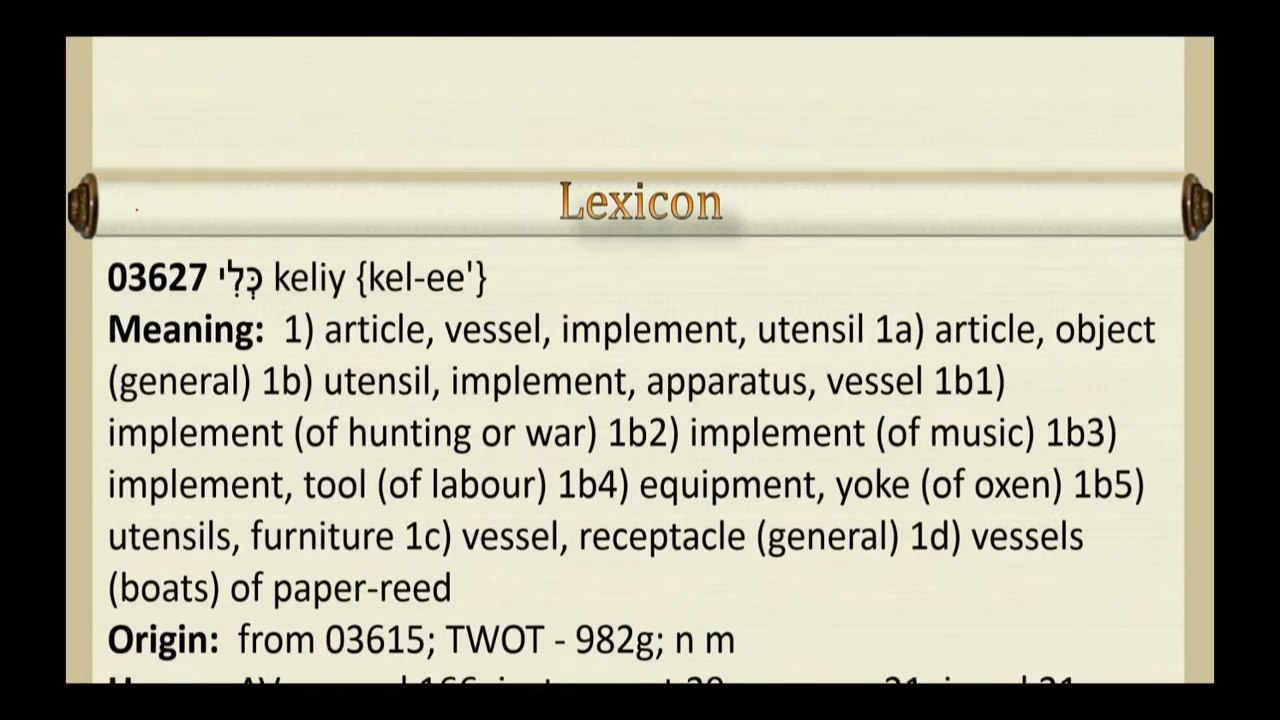 Lexicon
03627 כְּלִי keliy {kel-ee'}
Meaning: 1) article, vessel, implement, utensil 1a) article, object
(general) 1b) utensil, implement, apparatus, vessel 1b1)
implement (of hunting or war) 1b2) implement (of music) 1b3)
implement, tool (of labour) 1b4) equipment, yoke (of oxen) 1b5)
utensils, furniture 1c) vessel, receptacle (general) 1d) vessels
(boats) of paper-reed
Origin: from 03615; TWOT - 982g; n m